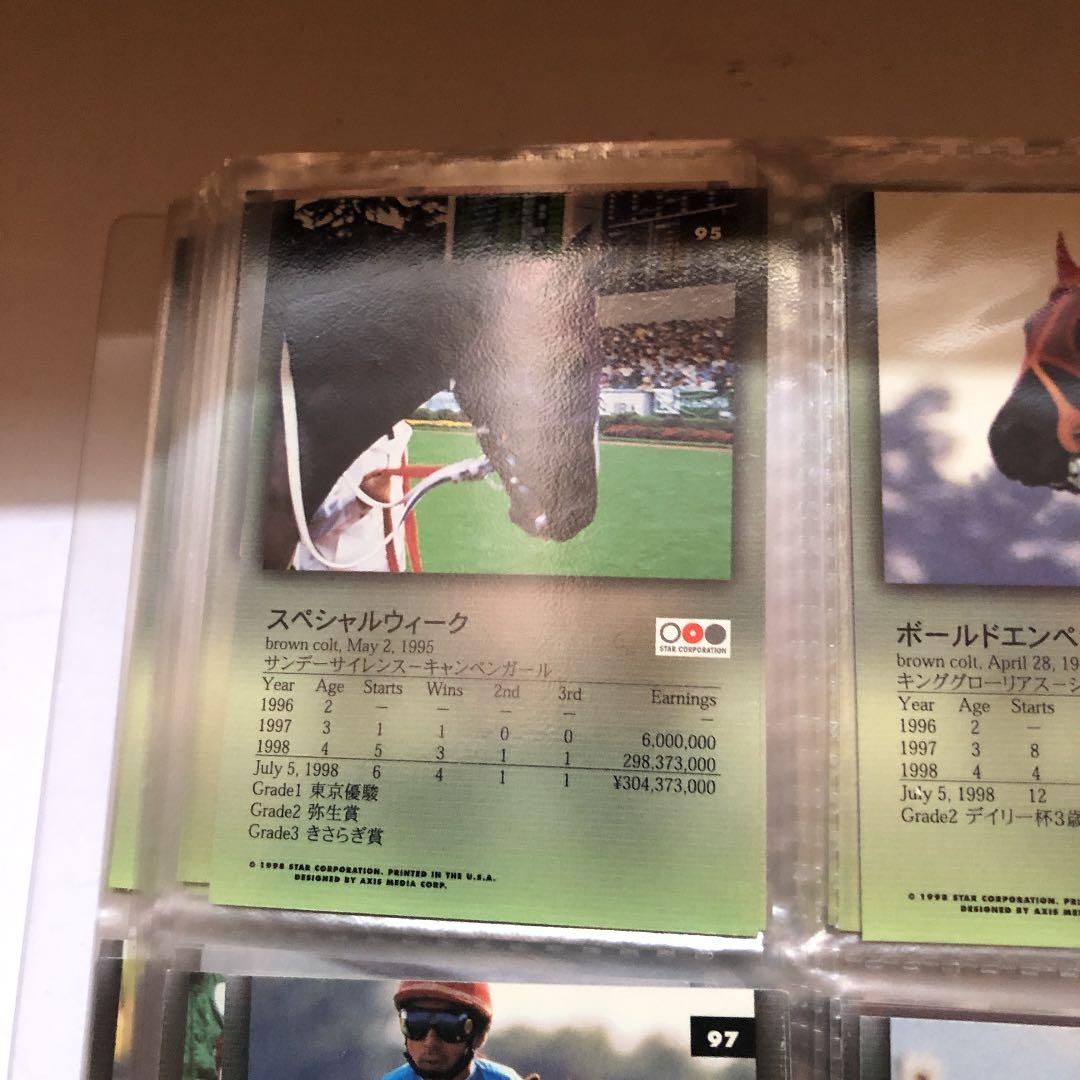 95
スペシャルウィーク
STAR CORPORATION
brown colt, May 2, 1995
サンデーサイレンス－キャンペンガール
Year Age Starts Wins 2nd 3rd Earnings
1996 2 － － － － －
1997 3 1 1 0 0 6,000,000
1998 4 5 3 1 1 298,373,000
July 5, 1998 6 4 1 1 ¥304,373,000
Grade1 東京優駿
Grade2 弥生賞
Grade3 きさらぎ賞
© 1998 STAR CORPORATION. PRINTED IN THE U.S.A.
DESIGNED BY AXIS MEDIA CORP.
ボールドエンペ
brown colt, April 28, 19
キンググローリアス－シ
Year Age Starts
1996 2 －
1997 3 8
1998 4 4
July 5, 1998 12
Grade2 デイリー杯3歳
© 1998 STAR CORPORATION. PRI
DESIGNED BY AXIS ME
97